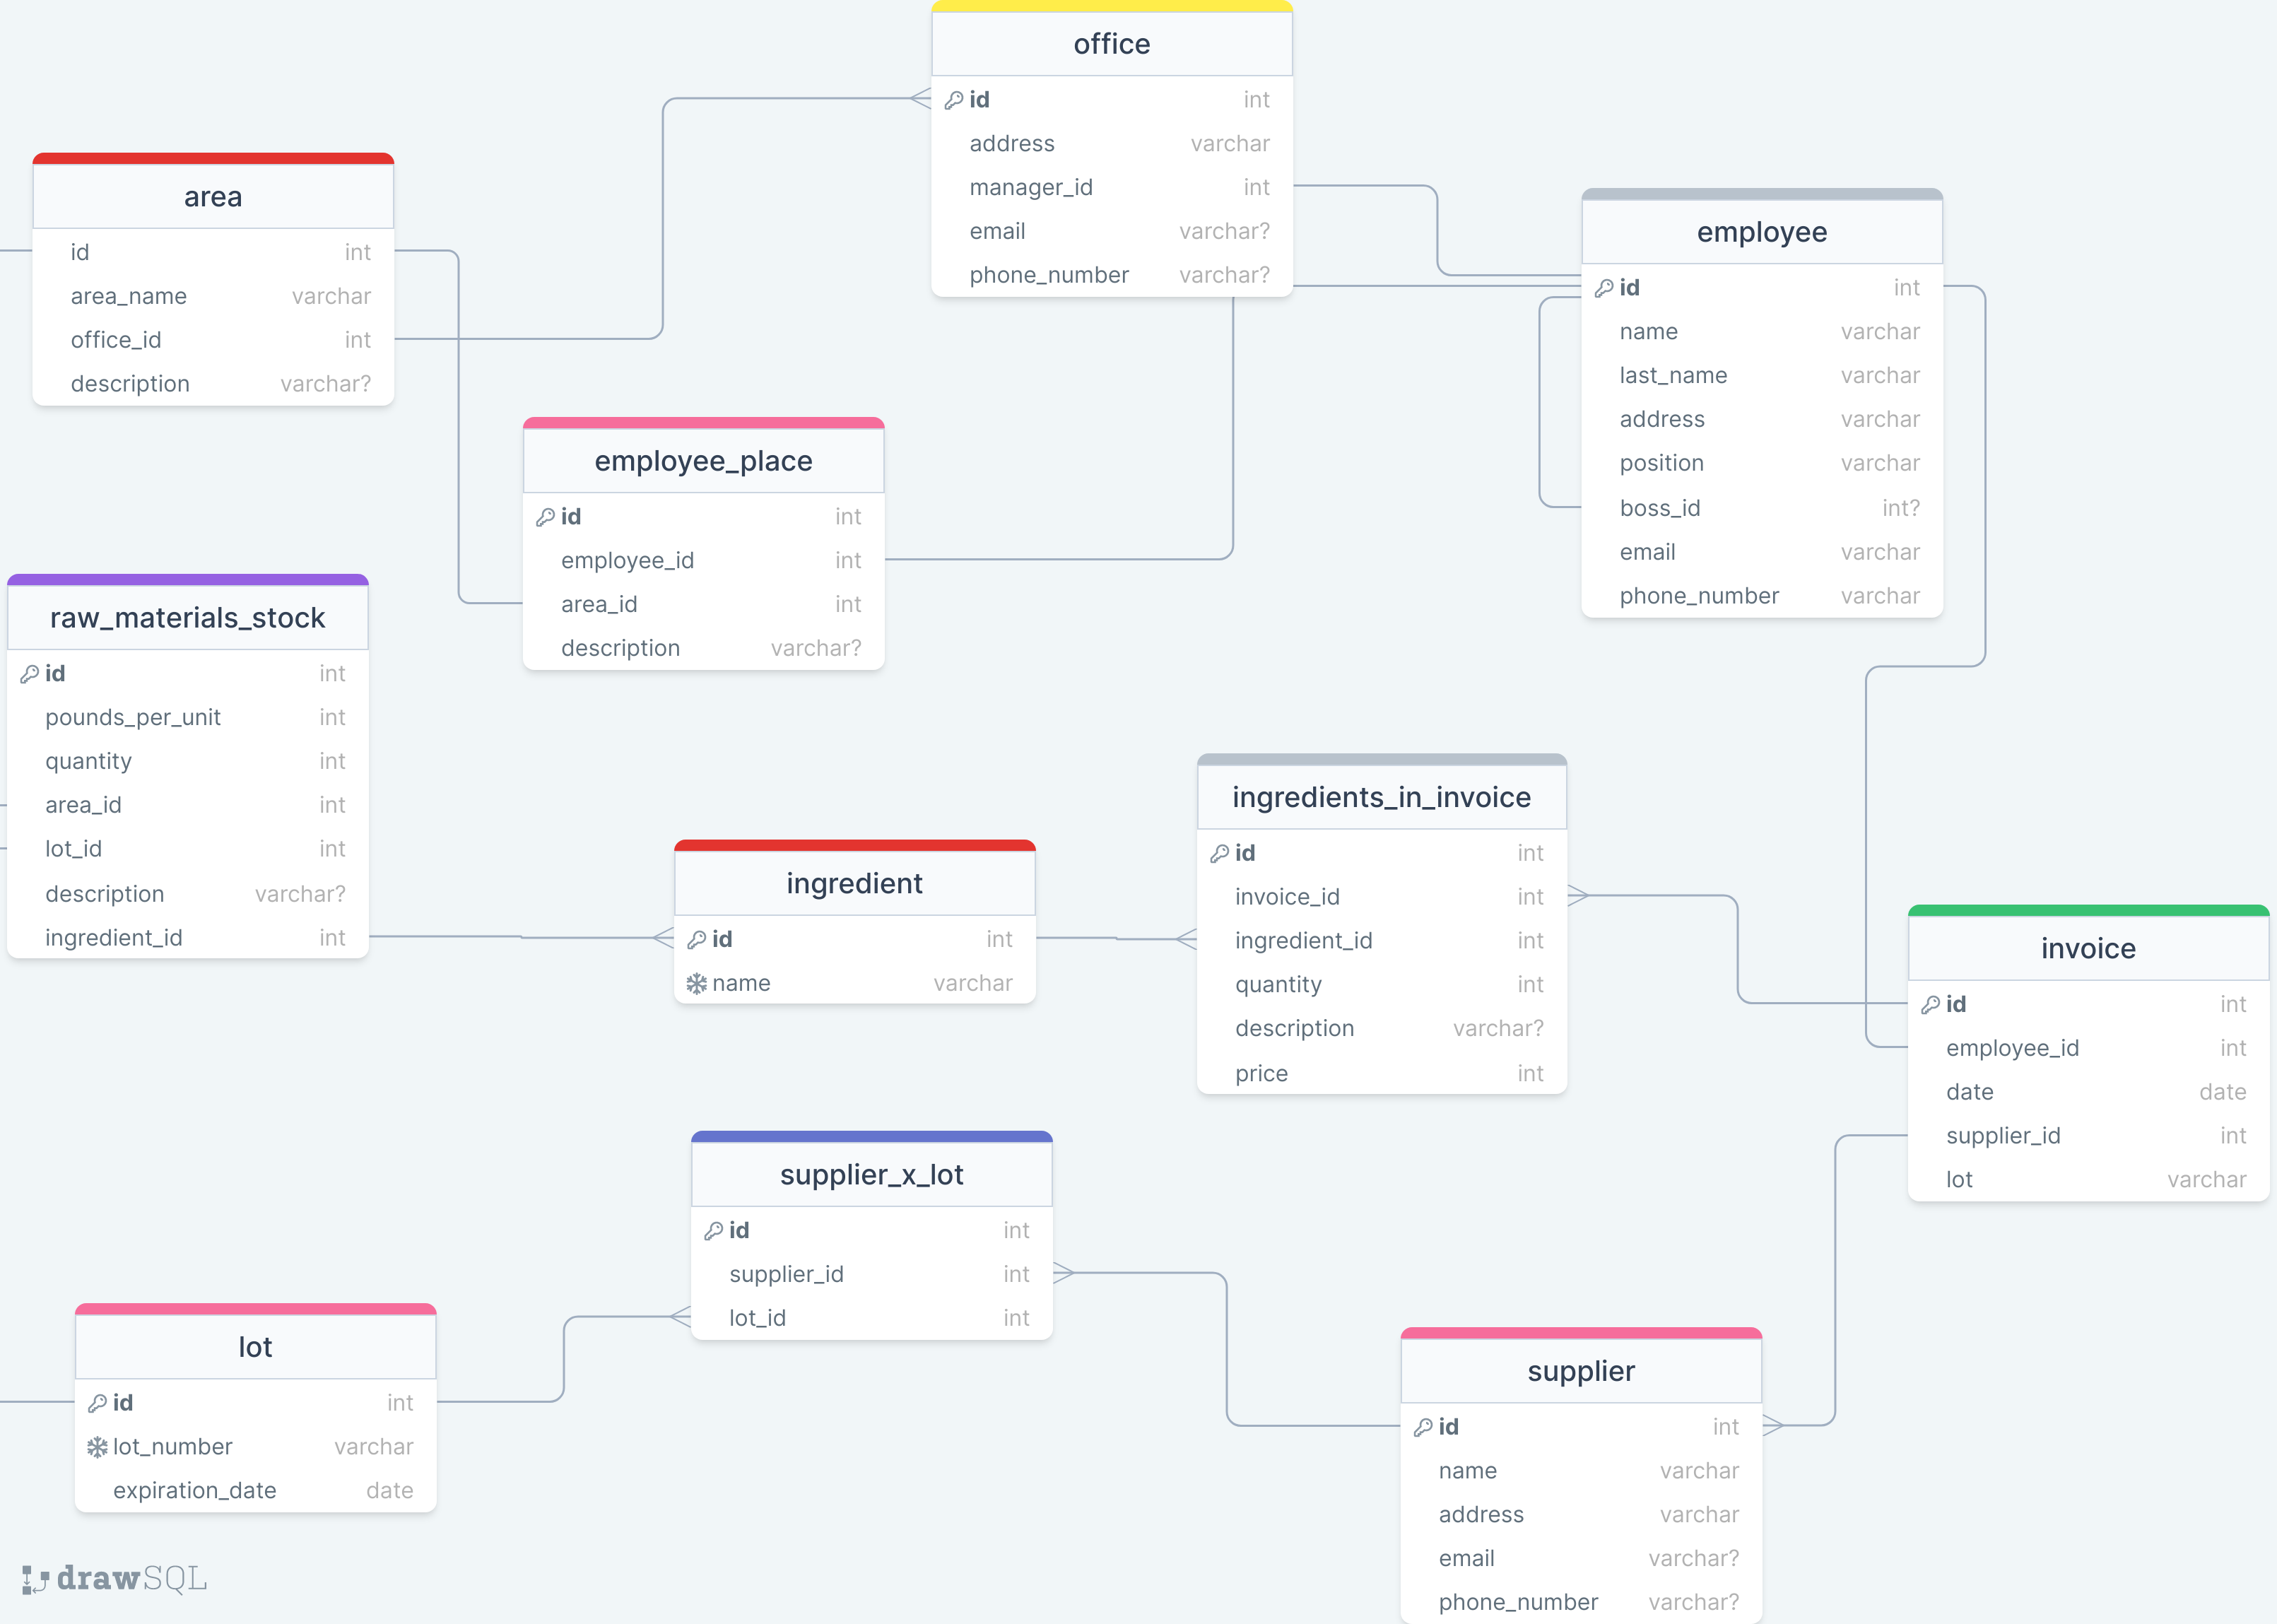 office
id int
address varchar
manager_id int
email varchar?
phone_number varchar?
area
id int
area_name varchar
office_id int
description varchar?
employee
id int
name varchar
last_name varchar
address varchar
position varchar
boss_id int?
email varchar
phone_number varchar
employee_place
id int
employee_id int
area_id int
description varchar?
raw_materials_stock
id int
pounds_per_unit int
quantity int
area_id int
lot_id int
description varchar?
ingredient_id int
ingredient
id int
name varchar
ingredients_in_invoice
id int
invoice_id int
ingredient_id int
quantity int
description varchar?
price int
invoice
id int
employee_id int
date date
supplier_id int
lot varchar
supplier_x_lot
id int
supplier_id int
lot_id int
lot
id int
lot_number varchar
expiration_date date
supplier
id int
name varchar
address varchar
email varchar?
phone_number varchar?
drawSQL